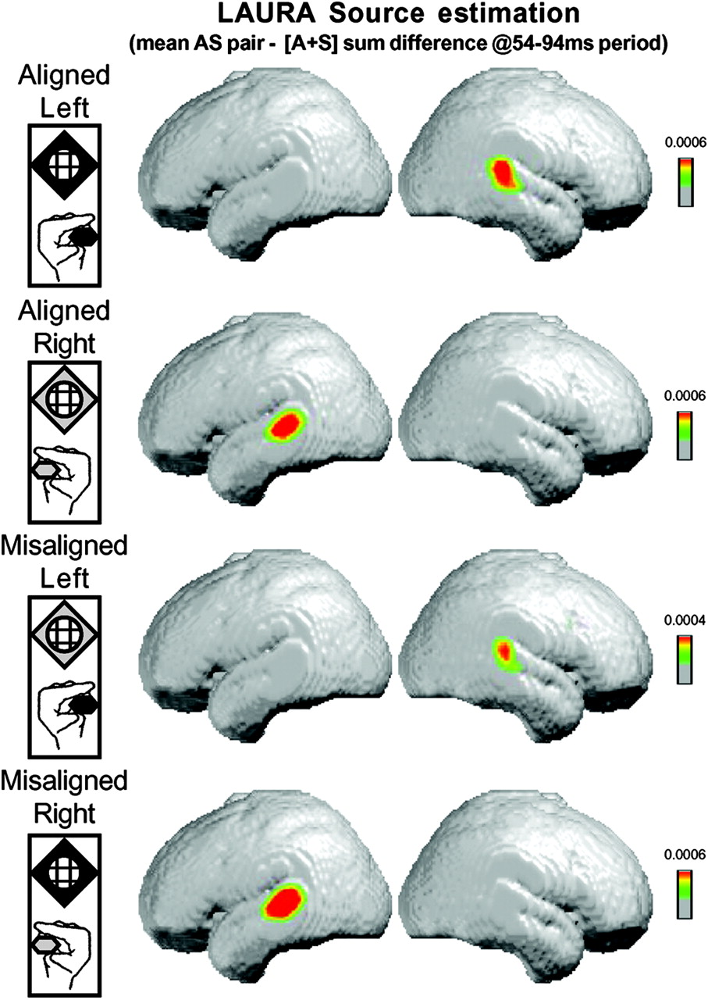 LAURA Source estimation
(mean AS pair - [A+S] sum difference @54-94ms period)
Aligned
Left
0.0006
Aligned
Right
0.0006
Misaligned
Left
0.0004
Misaligned
Right
0.0006